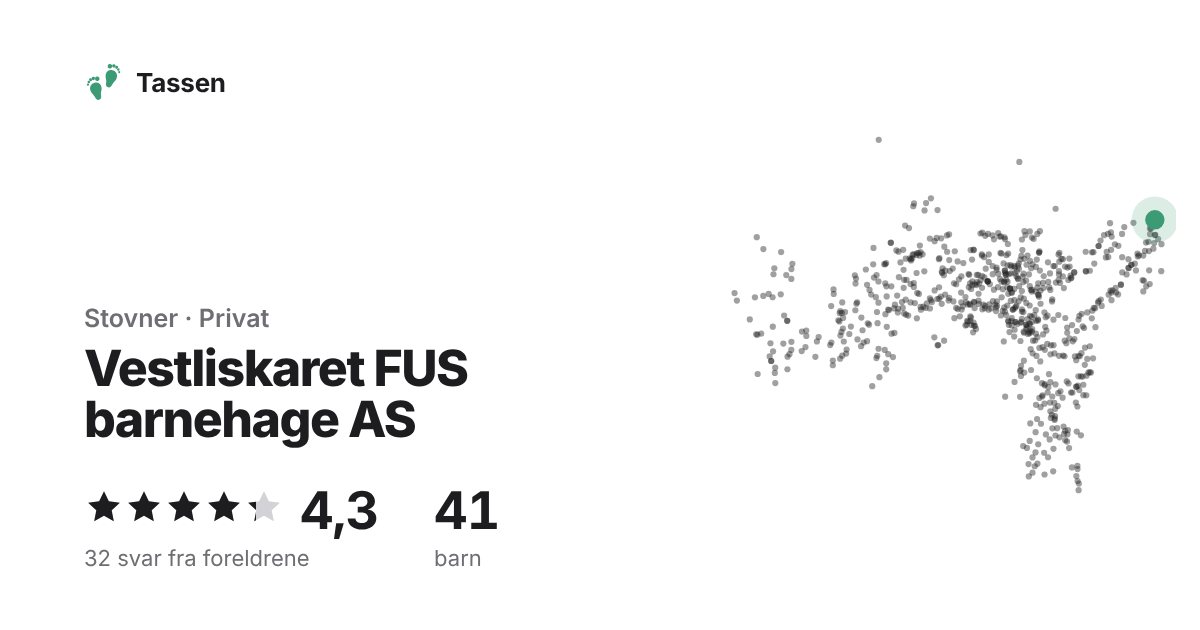 Tassen
Stovner · Privat
Vestliskaret FUS
barnehage AS
4,3
41
32 svar fra foreldrene
barn